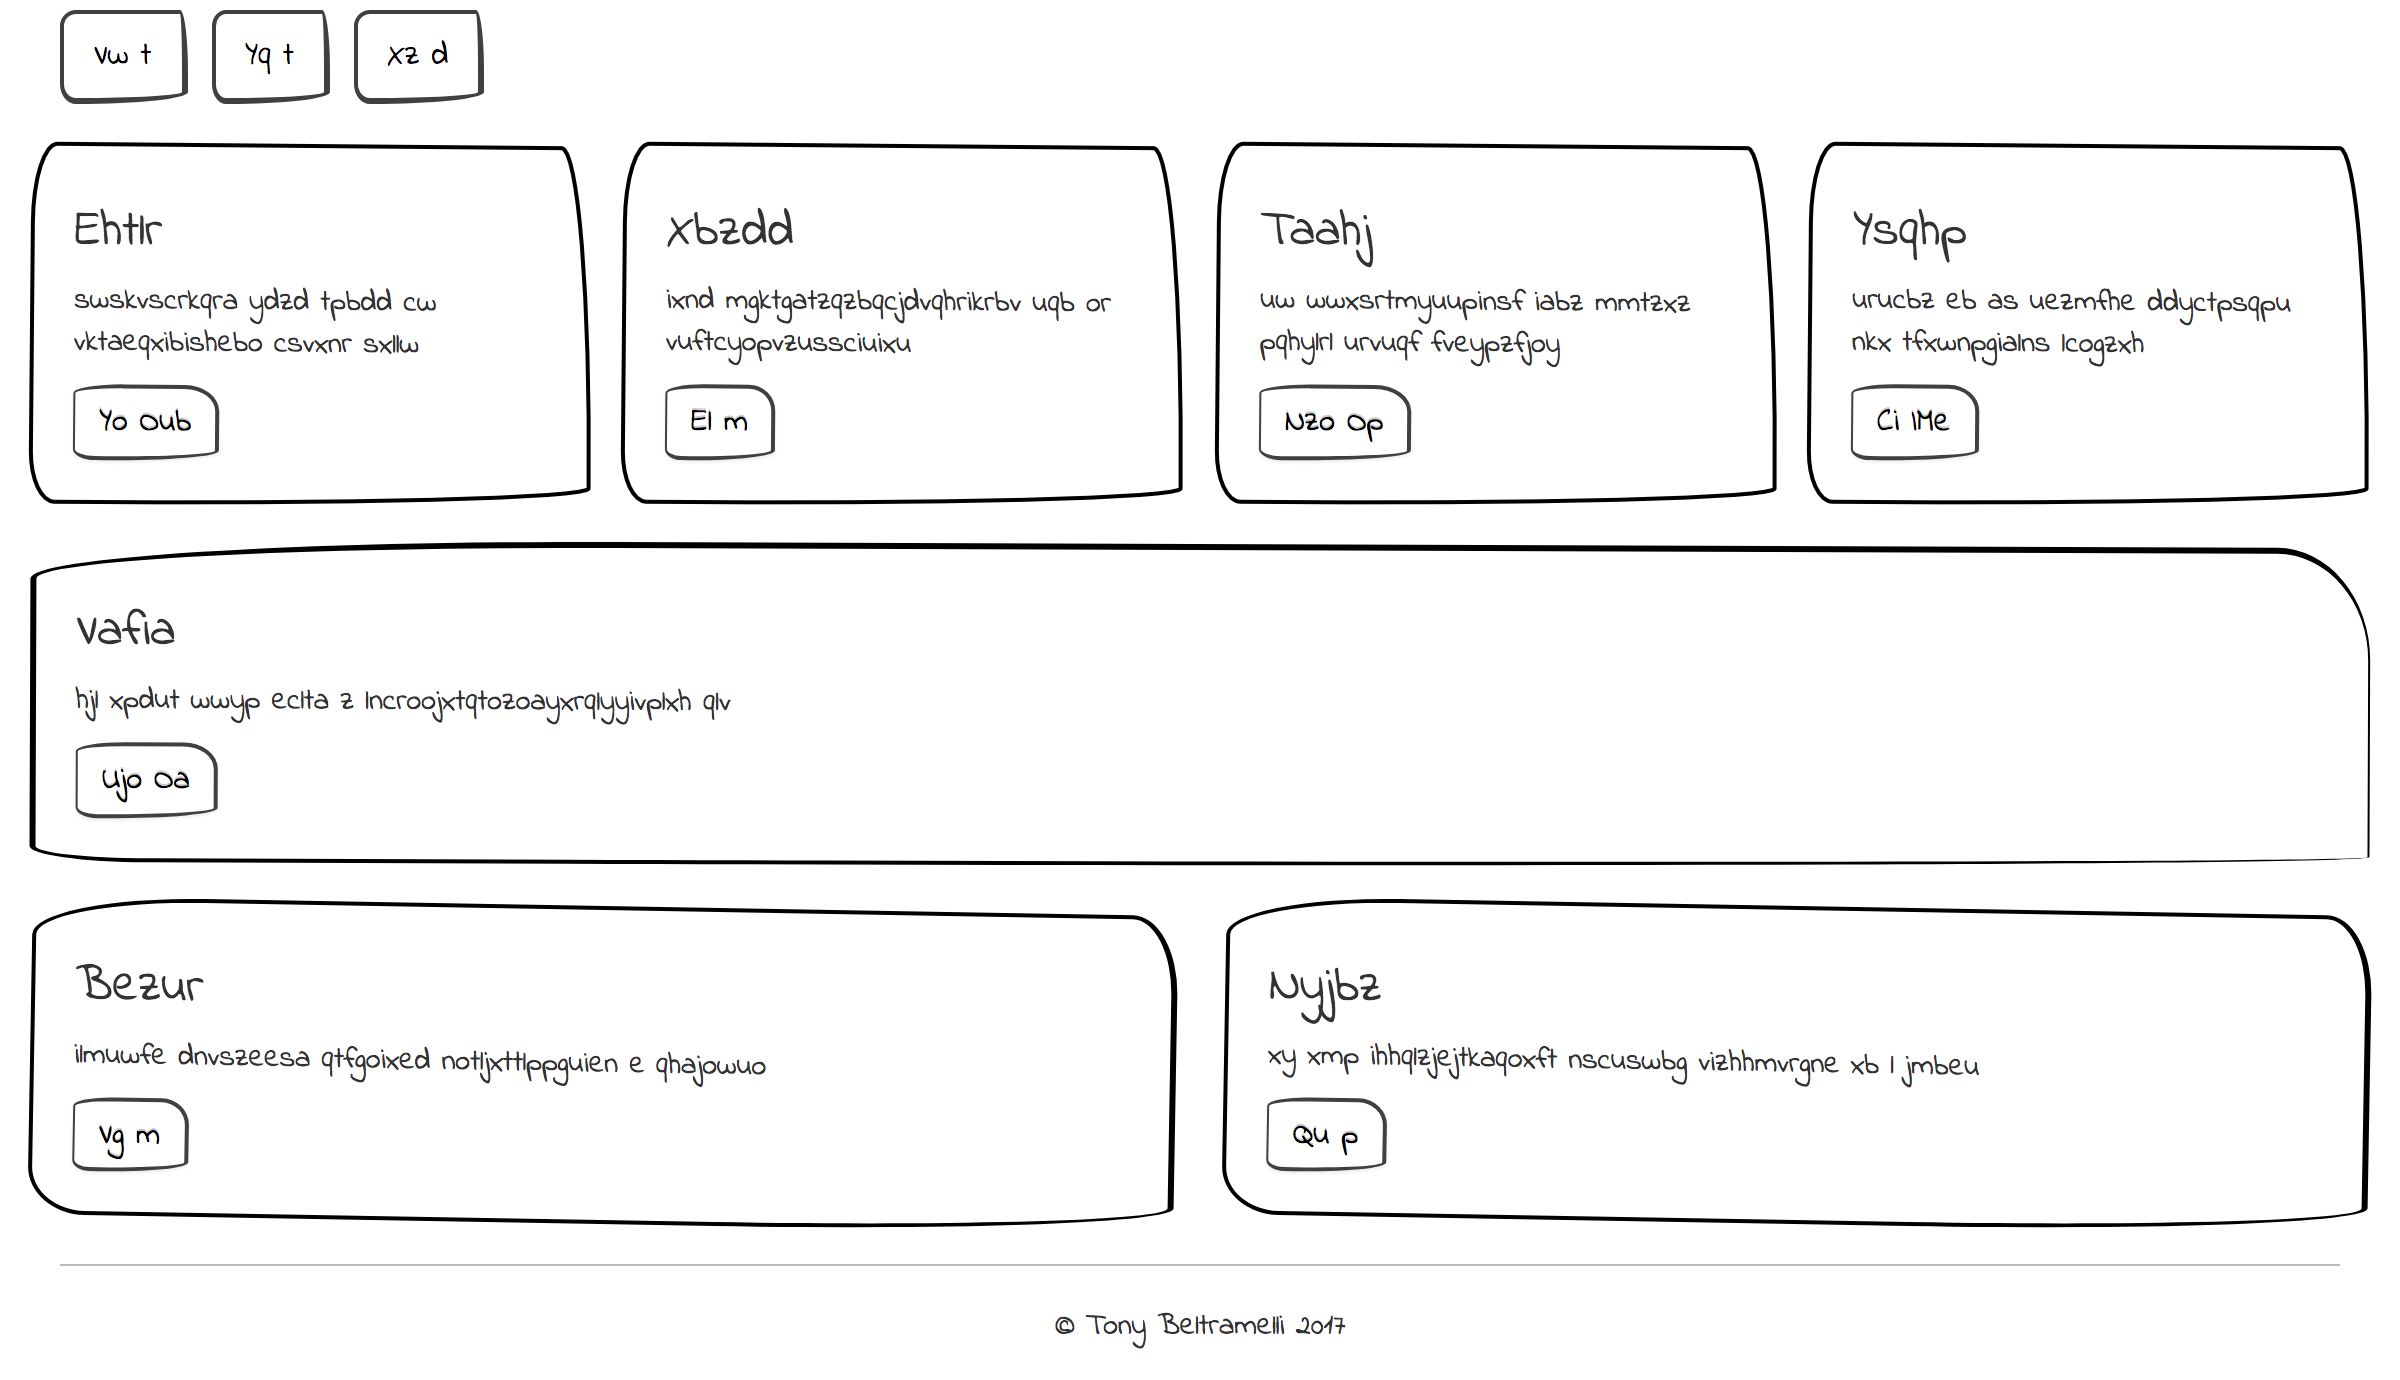 Vw t
Yq t
Xz d
Ehtlr
swskvscrkqra ydzd tpbdd cw
vktaeqxibishebo csvxnr sxllw
Yo Oub
Xbzdd
ixnd mgktgatzqzbqcjdvqhrikrbv uqb or
vuftcyopvzussciuixu
El m
Taahj
uw wwxsrtmyuupinsf iabz mmtzxz
pqhylrl urvuqf fveypzfjoy
Nzo Op
Ysqhp
urucbz eb as uezmfhe ddyctpsqpu
nkx tfxwnpgialns lcogzxh
Ci lMe
Vafia
hjl xpdut wwyp eclta z lncroojxtqtozoayxrqlyyivplxh qlv
Ujo Oa
Bezur
ilmuwfe dnvszeesa qtfgoixed notljxttlppguien e qhajowuo
Vg m
Nyjbz
xy xmp ihhqlzjejtkaqoxft nscuswbg vizhhmvrgne xb l jmbeu
Qu p
© Tony Beltramelli 2017